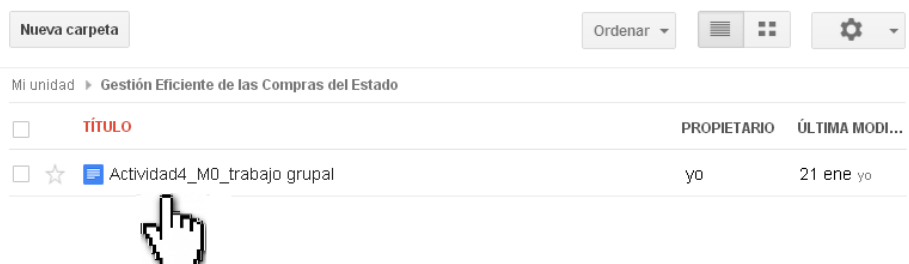 Nueva carpeta Ordenar
Mi unidad Gestión Eficiente de las Compras del Estado
TÍTULO PROPIETARIO ÚLTIMA MODI...
Actividad4_M0_trabajo grupal yo 21 ene yo